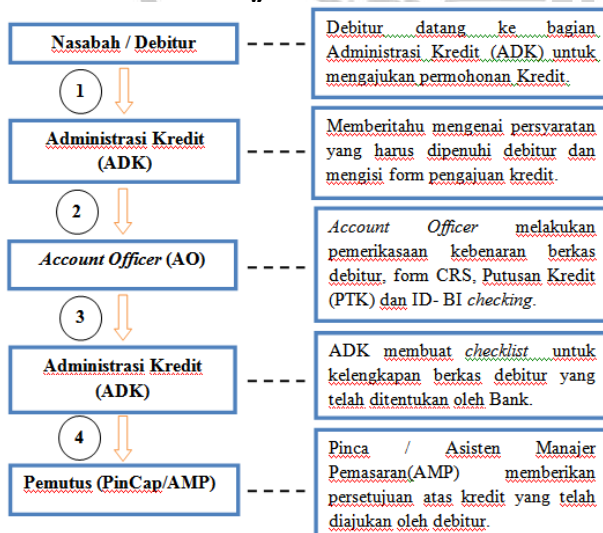 Nasabah / Debitur
Debitur datang ke bagian
Administrasi Kredit (ADK) untuk
mengajukan permohonan Kredit.
1
Administrasi Kredit
(ADK)
Memberitahu mengenai persyaratan
yang harus dipenuhi debitur dan
mengisi form pengajuan kredit.
2
Account Officer (AO)
Account Officer melakukan
pemerikasaan kebenaran berkas
debitur, form CRS, Putusan Kredit
(PTK) dan ID- BI checking.
3
Administrasi Kredit
(ADK)
ADK membuat checklist untuk
kelengkapan berkas debitur yang
telah ditentukan oleh Bank.
4
Pemutus (PinCap/AMP)
Pinca / Asisten Manajer
Pemasaran(AMP) memberikan
persetujuan atas kredit yang telah
diajukan oleh debitur.